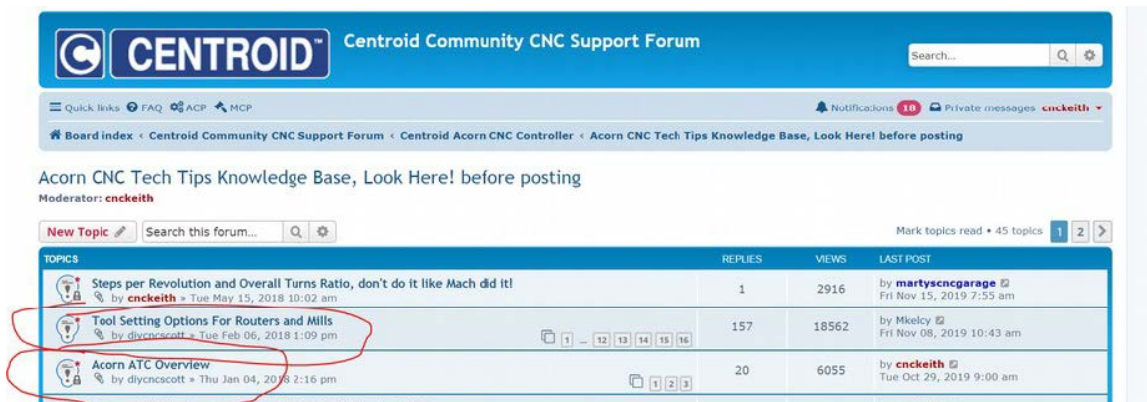 C CENTROID™ Centroid Community CNC Support Forum
Search...
Quick links FAQ ACP MCP
Notifications 18 Private messages cnckeith
Board index ‹ Centroid Community CNC Support Forum ‹ Centroid Acorn CNC Controller ‹ Acorn CNC Tech Tips Knowledge Base, Look Here! before posting
Acorn CNC Tech Tips Knowledge Base, Look Here! before posting
Moderator: cnckeith
New Topic Search this forum... Mark topics read • 45 topics 1 2
TOPICS REPLIES VIEWS LAST POST
Steps per Revolution and Overall Turns Ratio, don't do it like Mach did it! 1 2916 by martyscncgarage
by cnckeith » Tue May 15, 2018 10:02 am Fri Nov 15, 2019 7:55 am
Tool Setting Options For Routers and Mills 157 18562 by Mkelcy
by diycncscott » Tue Feb 06, 2018 1:09 pm 1 … 12 13 14 15 16 Fri Nov 08, 2019 10:43 am
Acorn ATC Overview 20 6055 by cnckeith
by diycncscott » Thu Jan 04, 2018 2:16 pm 1 2 3 Tue Oct 29, 2019 9:00 am